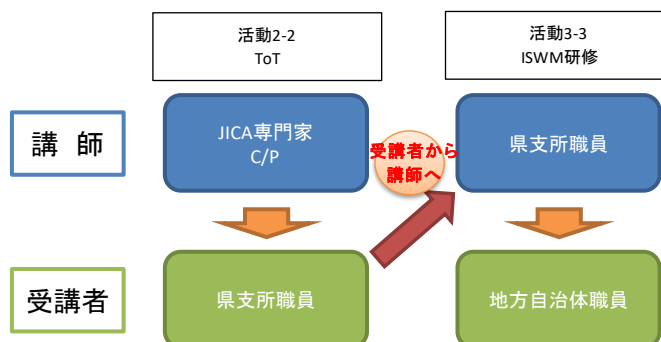 活動2-2
ToT
活動3-3
ISWM研修
講 師
JICA専門家
C/P
受講者から
講師へ
県支所職員
受講者
県支所職員
地方自治体職員